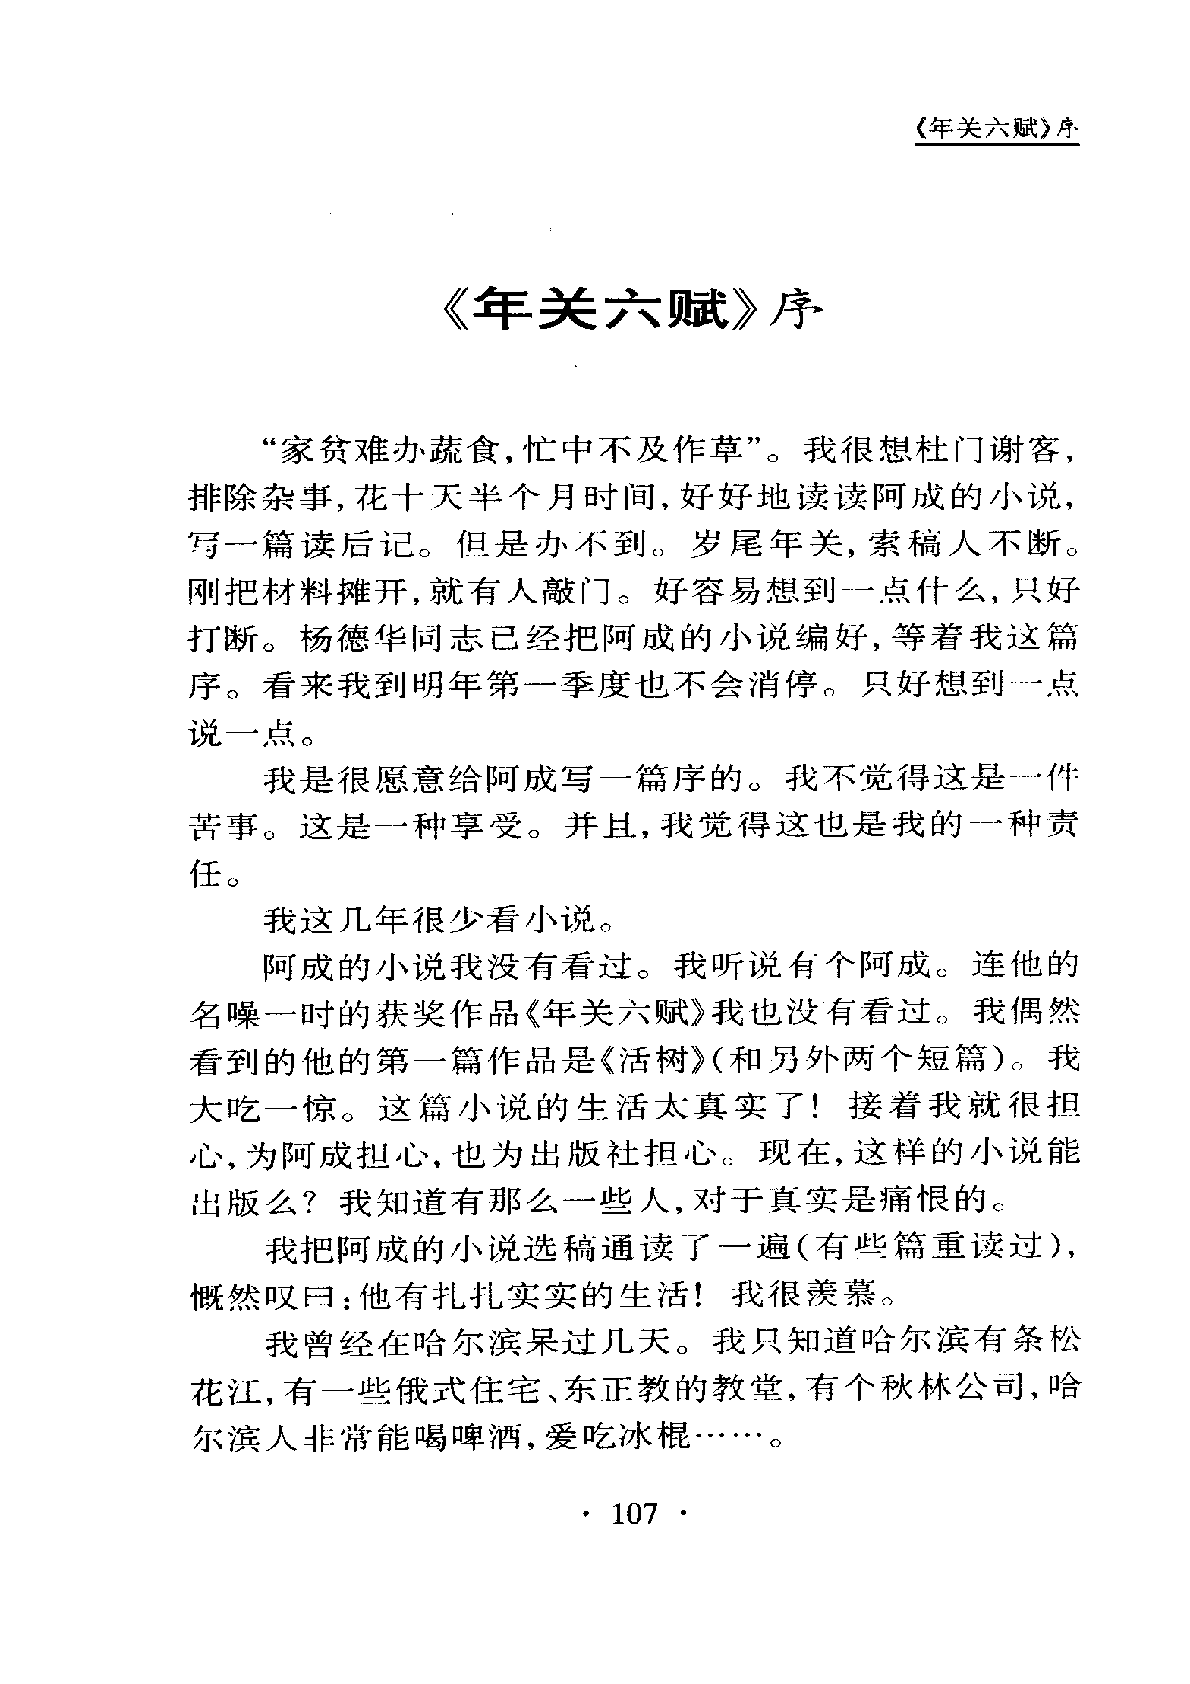 《年关六赋》序
《年关六赋》序
“家贫难办蔬食,忙中不及作草”。我很想杜门谢客,
排除杂事,花十天半个月时间,好好地读读阿成的小说,
写一篇读后记。但是办不到。岁尾年关,索稿人不断。
刚把材料摊开,就有人敲门。好容易想到一点什么,只好
打断。杨德华同志已经把阿成的小说编好,等着我这篇
序。看来我到明年第一季度也不会消停。只好想到一点
说一点。
我是很愿意给阿成写一篇序的。我不觉得这是一件
苦事。这是一种享受。并且,我觉得这也是我的一种责
任。
我这几年很少看小说。
阿成的小说我没有看过。我听说有个阿成。连他的
名噪一时的获奖作品《年关六赋》我也没有看过。我偶然
看到的他的第一篇作品是《活树》(和另外两个短篇)。我
大吃一惊。这篇小说的生活太真实了!接着我就很担
心,为阿成担心,也为出版社担心。现在,这样的小说能
出版么?我知道有那么一些人,对于真实是痛恨的。
我把阿成的小说选稿通读了一遍(有些篇重读过),
慨然叹曰:他有扎扎实实的生活!我很羡慕。
我曾经在哈尔滨呆过几天。我只知道哈尔滨有条松
花江,有一些俄式住宅、东正教的教堂,有个秋林公司,哈
尔滨人非常能喝啤酒,爱吃冰棍……。
· 107 ·